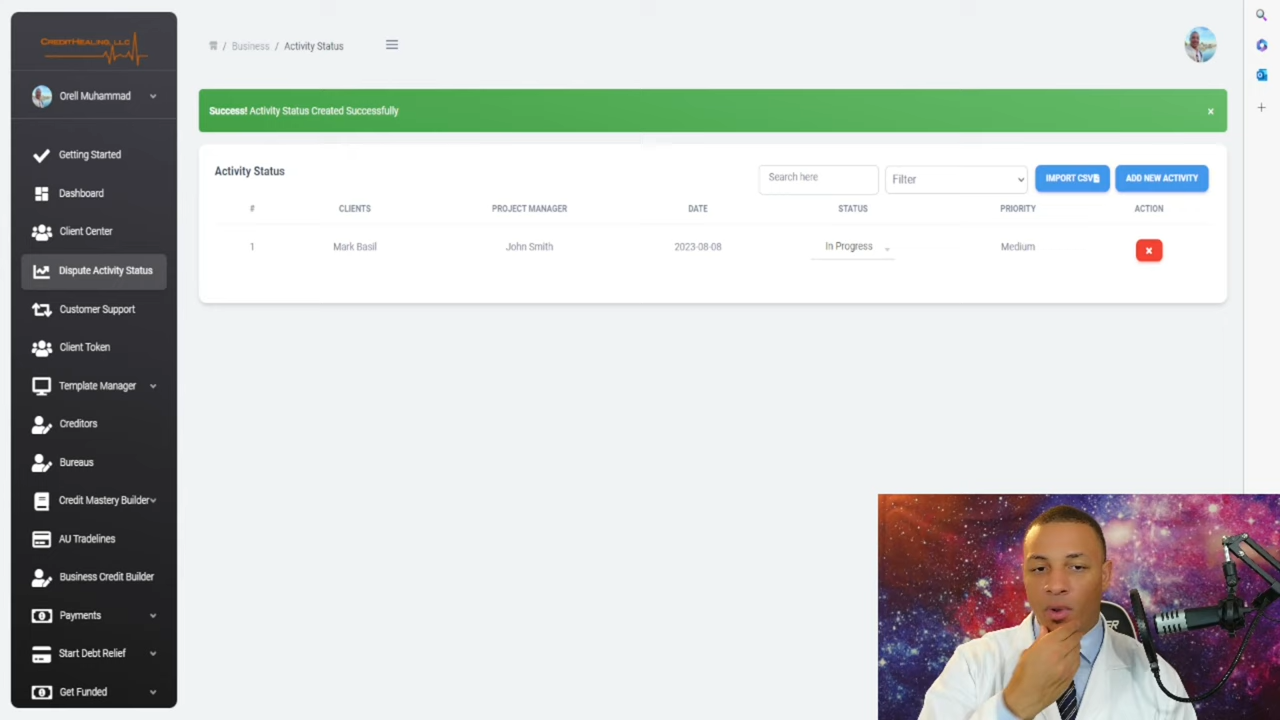 CREDITHEALING, LLC
Orell Muhammad
Getting Started
Dashboard
Client Center
Dispute Activity Status
Customer Support
Client Token
Template Manager
Creditors
Bureaus
Credit Mastery Builder
AU Tradelines
Business Credit Builder
Payments
Start Debt Relief
Get Funded
/ Business / Activity Status
Success! Activity Status Created Successfully ×
Activity Status
Search here
Filter
IMPORT CSV
ADD NEW ACTIVITY
# CLIENTS PROJECT MANAGER DATE STATUS PRIORITY ACTION
1 Mark Basil John Smith 2023-08-08 In Progress Medium